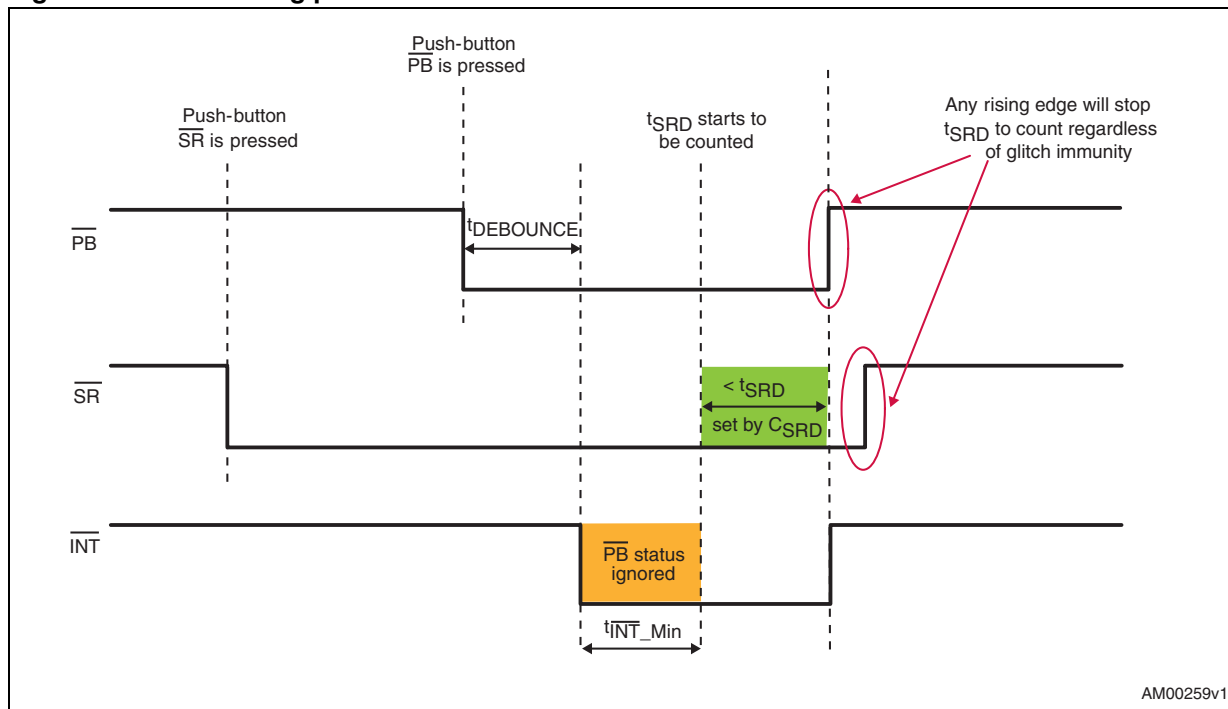 Push-button
PB is pressed
Push-button
SR is pressed
tSRD starts to
be counted
Any rising edge will stop
tSRD to count regardless
of glitch immunity
PB
tDEBOUNCE
SR
< tSRD
set by CSRD
INT
PB status
ignored
tINT_Min
AM00259v1